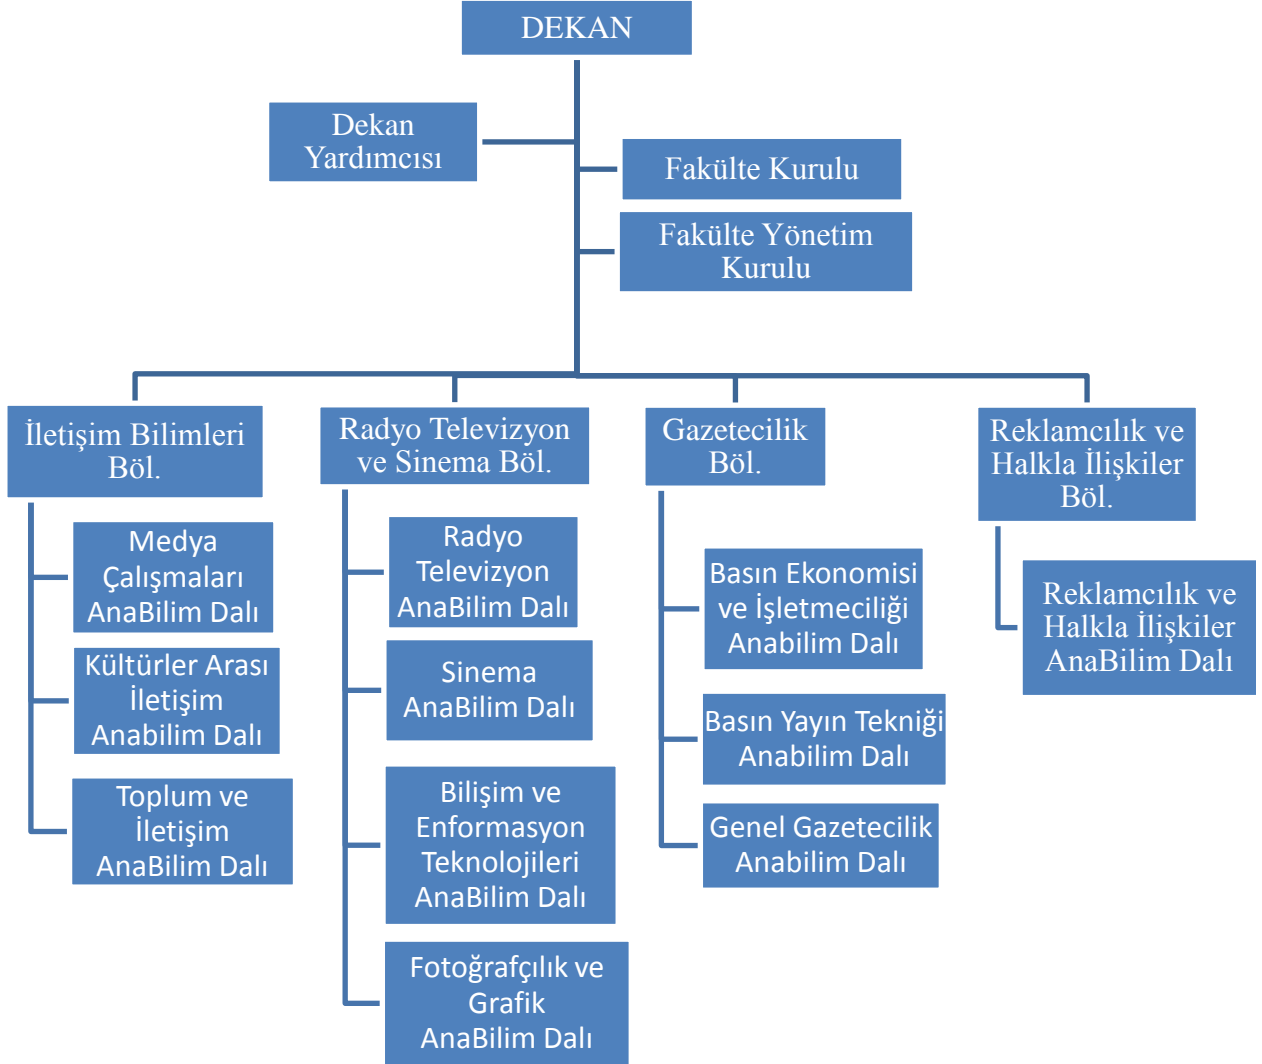 DEKAN
Dekan
Yardımcısı
Fakülte Kurulu
Fakülte Yönetim
Kurulu
İletişim Bilimleri
Böl.
Medya
Çalışmaları
AnaBilim Dalı
Kültürler Arası
İletişim
Anabilim Dalı
Toplum ve
İletişim
AnaBilim Dalı
Radyo Televizyon
ve Sinema Böl.
Radyo
Televizyon
AnaBilim Dalı
Sinema
AnaBilim Dalı
Bilişim ve
Enformasyon
Teknolojileri
AnaBilim Dalı
Fotoğrafçılık ve
Grafik
AnaBilim Dalı
Gazetecilik
Böl.
Basın Ekonomisi
ve İşletmeciliği
Anabilim Dalı
Basın Yayın Tekniği
Anabilim Dalı
Genel Gazetecilik
Anabilim Dalı
Reklamcılık ve
Halkla İlişkiler
Böl.
Reklamcılık ve
Halkla İlişkiler
AnaBilim Dalı